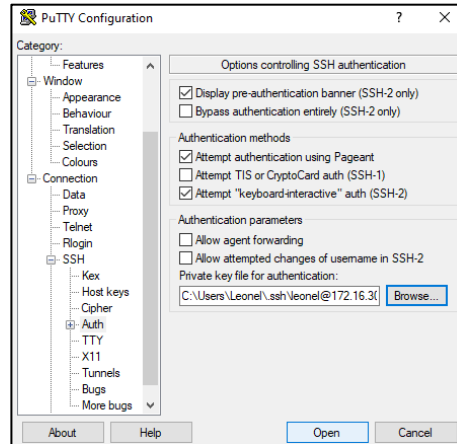 PuTTY Configuration
Category:
Features
Window
Appearance
Behaviour
Translation
Selection
Colours
Connection
Data
Proxy
Telnet
Rlogin
SSH
Kex
Host keys
Cipher
Auth
TTY
X11
Tunnels
Bugs
More bugs
Options controlling SSH authentication
Display pre-authentication banner (SSH-2 only)
Bypass authentication entirely (SSH-2 only)
Authentication methods
Attempt authentication using Pageant
Attempt TIS or CryptoCard auth (SSH-1)
Attempt "keyboard-interactive" auth (SSH-2)
Authentication parameters
Allow agent forwarding
Allow attempted changes of username in SSH-2
Private key file for authentication:
C:\Users\Leonel\.ssh\leonel@172.16.30 Browse...
About Help Open Cancel